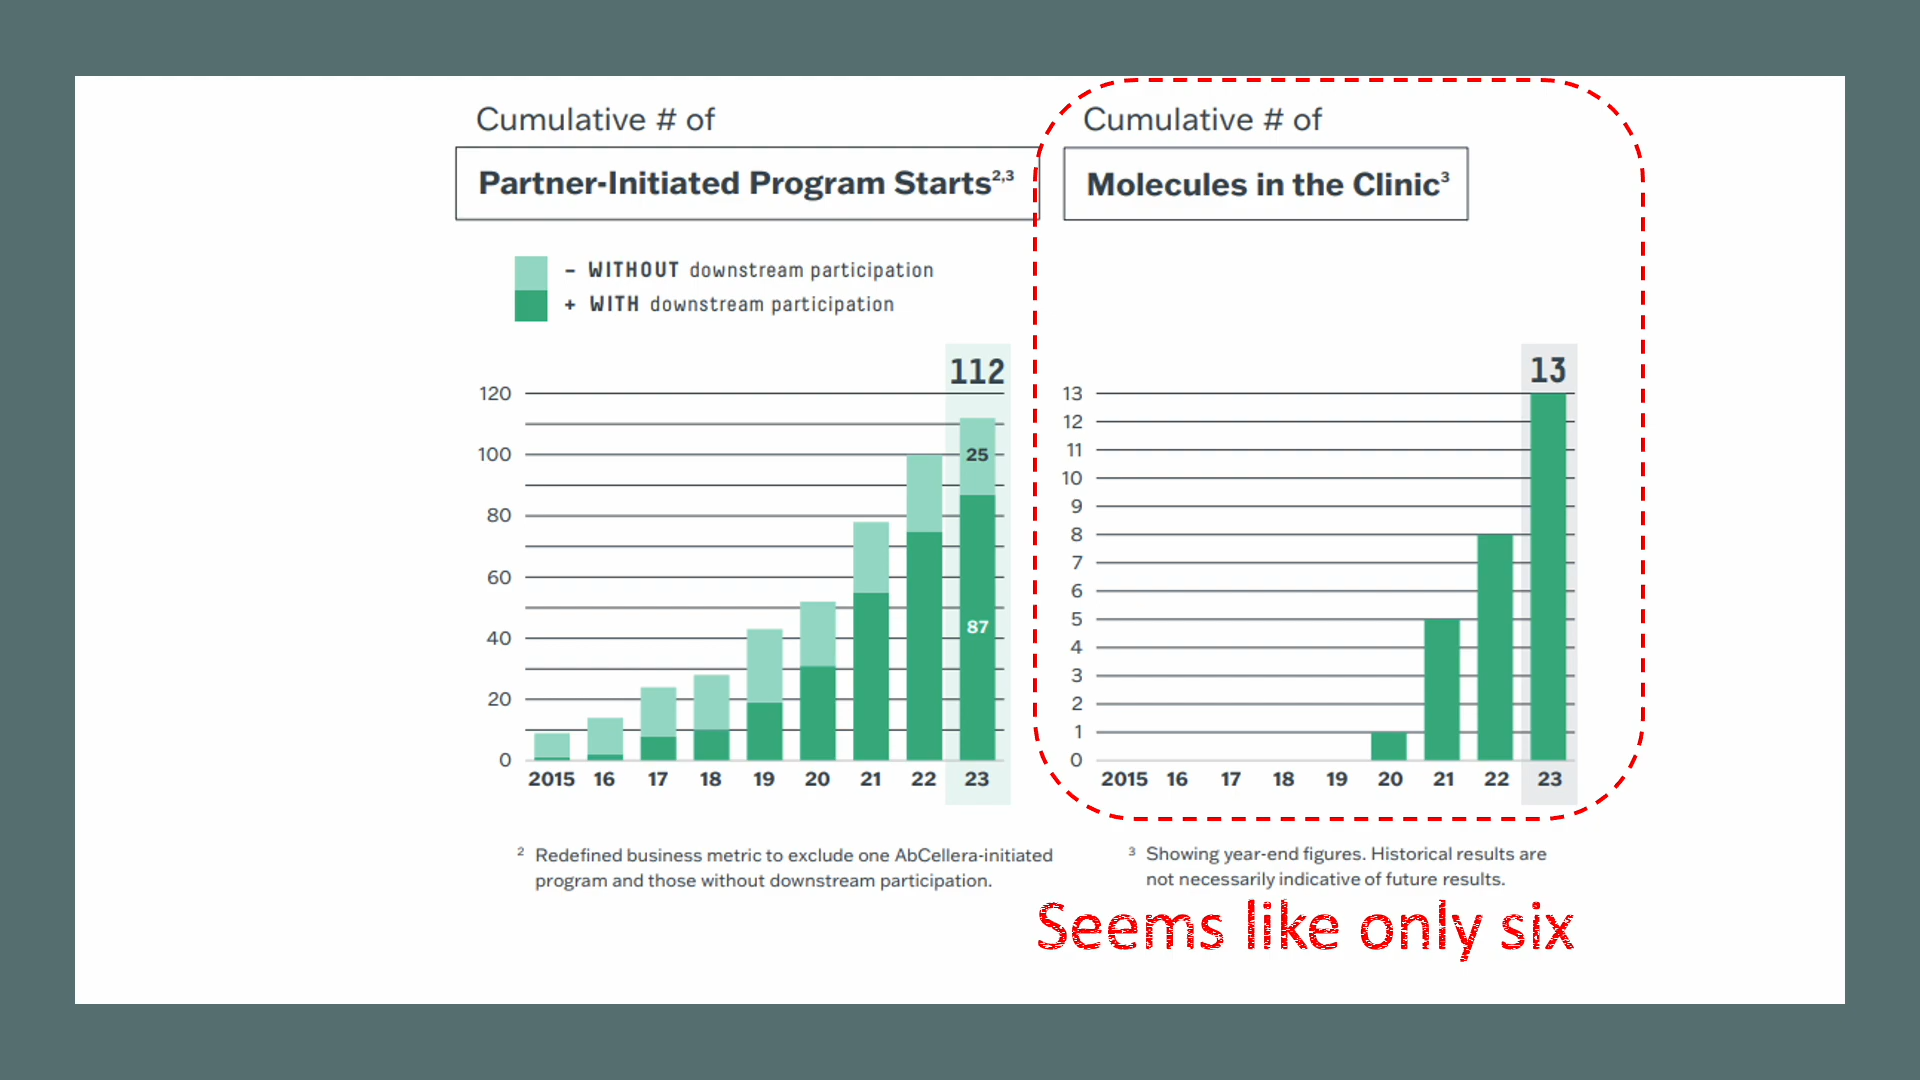 Cumulative # of
Partner-Initiated Program Starts2,3
– WITHOUT downstream participation
+ WITH downstream participation
112
120
100
80
60
40
20
0
25
87
2015 16 17 18 19 20 21 22 23
2 Redefined business metric to exclude one AbCellera-initiated
program and those without downstream participation.
Cumulative # of
Molecules in the Clinic3
13
13
12
11
10
9
8
7
6
5
4
3
2
1
0
2015 16 17 18 19 20 21 22 23
3 Showing year-end figures. Historical results are
not necessarily indicative of future results.
Seems like only six